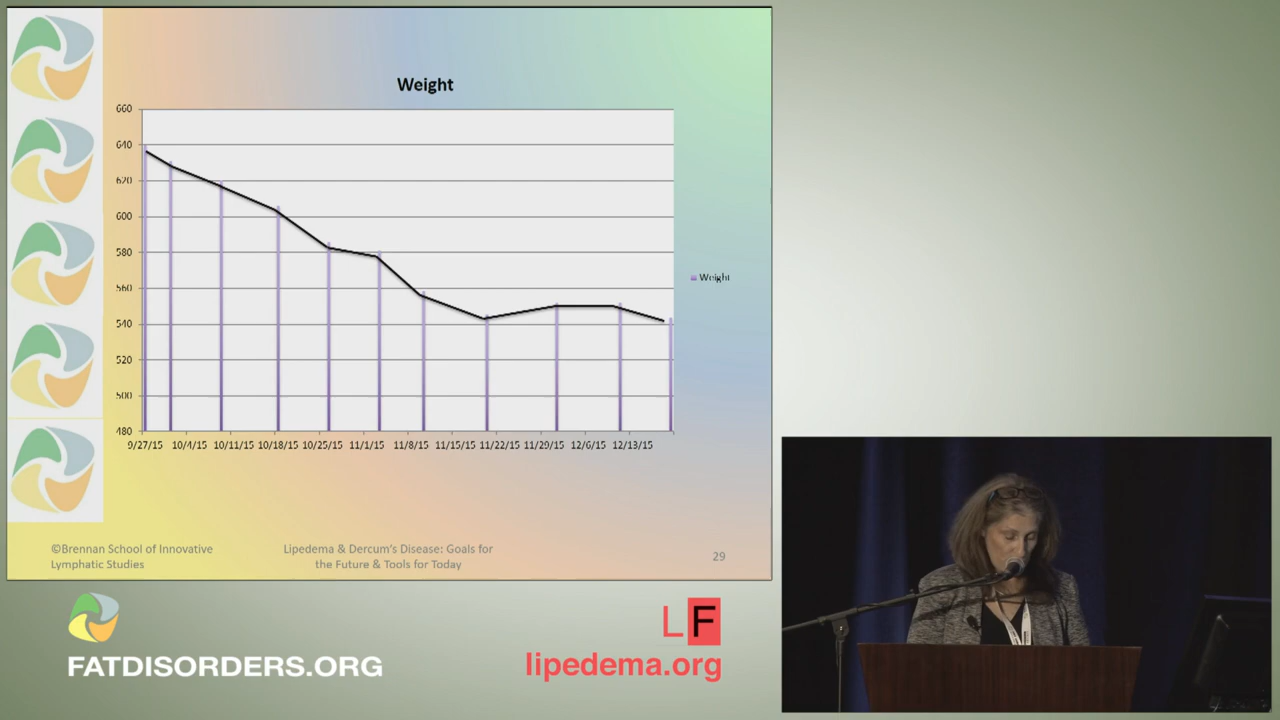 Weight
660
640
620
600
580
560
540
520
500
480
9/27/15 10/4/15 10/11/15 10/18/15 10/25/15 11/1/15 11/8/15 11/15/15 11/22/15 11/29/15 12/6/15 12/13/15
Weight
©Brennan School of Innovative
Lymphatic Studies
Lipedema & Dercum's Disease: Goals for
the Future & Tools for Today
29
FATDISORDERS.ORG
LF
lipedema.org